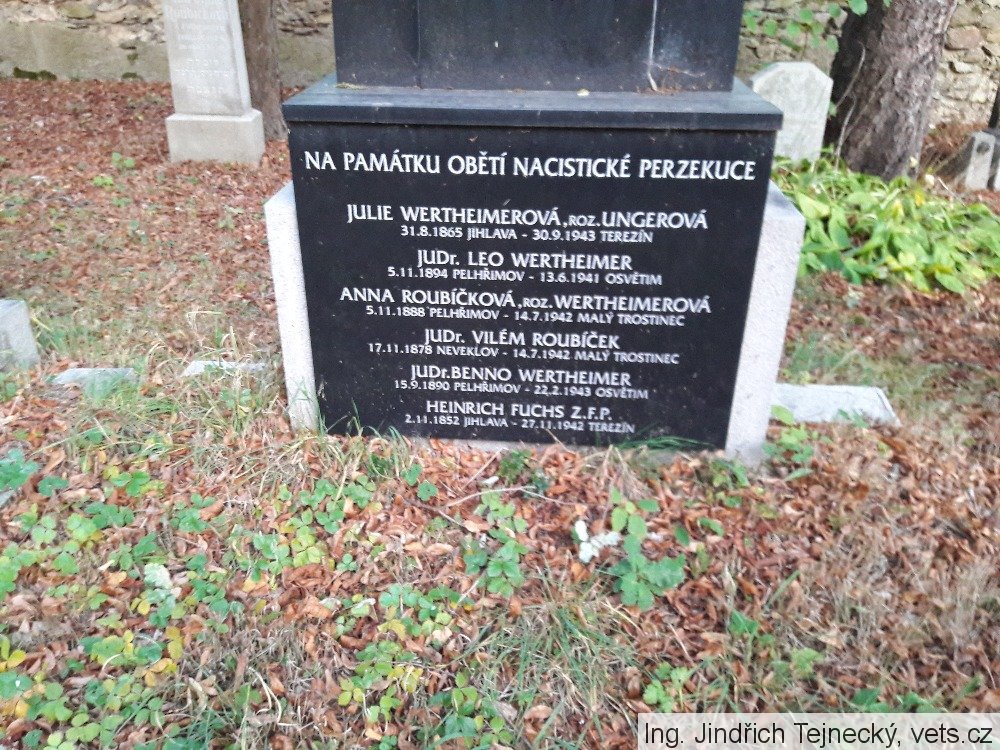 NA PAMÁTKU OBĚTÍ NACISTICKÉ PERZEKUCE
JULIE WERTHEIMEROVÁ,ROZ.UNGEROVÁ
31.8.1865 JIHLAVA - 30.9.1943 TEREZÍN
JUDr. LEO WERTHEIMER
5.11.1894 PELHŘIMOV - 13.6.1941 OSVĚTIM
ANNA ROUBÍČKOVÁ,ROZ.WERTHEIMEROVÁ
5.11.1888 PELHŘIMOV - 14.7.1942 MALÝ TROSTINEC
JUDr. VILÉM ROUBÍČEK
17.11.1878 NEVEKLOV - 14.7.1942 MALÝ TROSTINEC
JUDr.BENNO WERTHEIMER
15.9.1890 PELHŘIMOV - 22.2.1943 OSVĚTIM
HEINRICH FUCHS Z.F.P.
2.11.1852 JIHLAVA - 27.11.1942 TEREZÍN
Ing. Jindřich Tejnecký, vets.cz